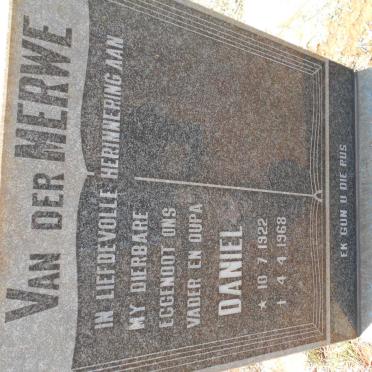 VAN DER MERWE
IN LIEFDEVOLLE HERINNERING AAN
MY DIERBARE
EGGENOOT ONS
VADER EN OUPA
DANIEL
* 10·7·1922
† 4·4·1968
EK GUN U DIE RUS